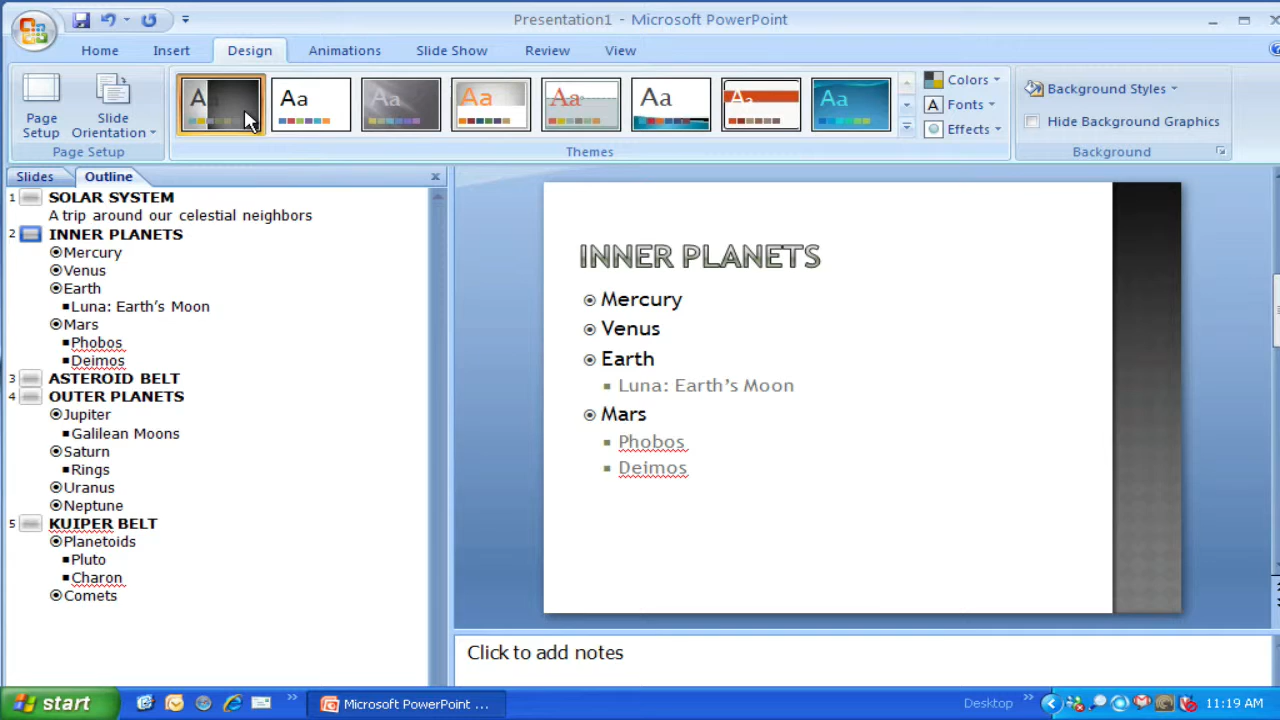 Presentation1 - Microsoft PowerPoint
Home Insert Design Animations Slide Show Review View
Page Setup
Slide Orientation
Page Setup
Aa Aa Aa Aa Aa Aa Aa Aa
Themes
Colors
Fonts
Effects
Background Styles
Hide Background Graphics
Background
Slides Outline
1 SOLAR SYSTEM
A trip around our celestial neighbors
2 INNER PLANETS
Mercury
Venus
Earth
Luna: Earth's Moon
Mars
Phobos
Deimos
3 ASTEROID BELT
4 OUTER PLANETS
Jupiter
Galilean Moons
Saturn
Rings
Uranus
Neptune
5 KUIPER BELT
Planetoids
Pluto
Charon
Comets
INNER PLANETS
Mercury
Venus
Earth
Luna: Earth's Moon
Mars
Phobos
Deimos
Click to add notes
start
Microsoft PowerPoint ...
Desktop
11:19 AM